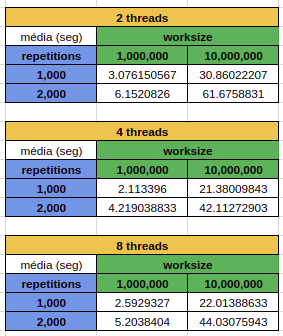 2 threads
média (seg) worksize
repetitions 1,000,000 10,000,000
1,000 3.076150567 30.86022207
2,000 6.1520826 61.6758831
4 threads
média (seg) worksize
repetitions 1,000,000 10,000,000
1,000 2.113396 21.38009843
2,000 4.219038833 42.11272903
8 threads
média (seg) worksize
repetitions 1,000,000 10,000,000
1,000 2.5929327 22.01388633
2,000 5.2038404 44.03075943